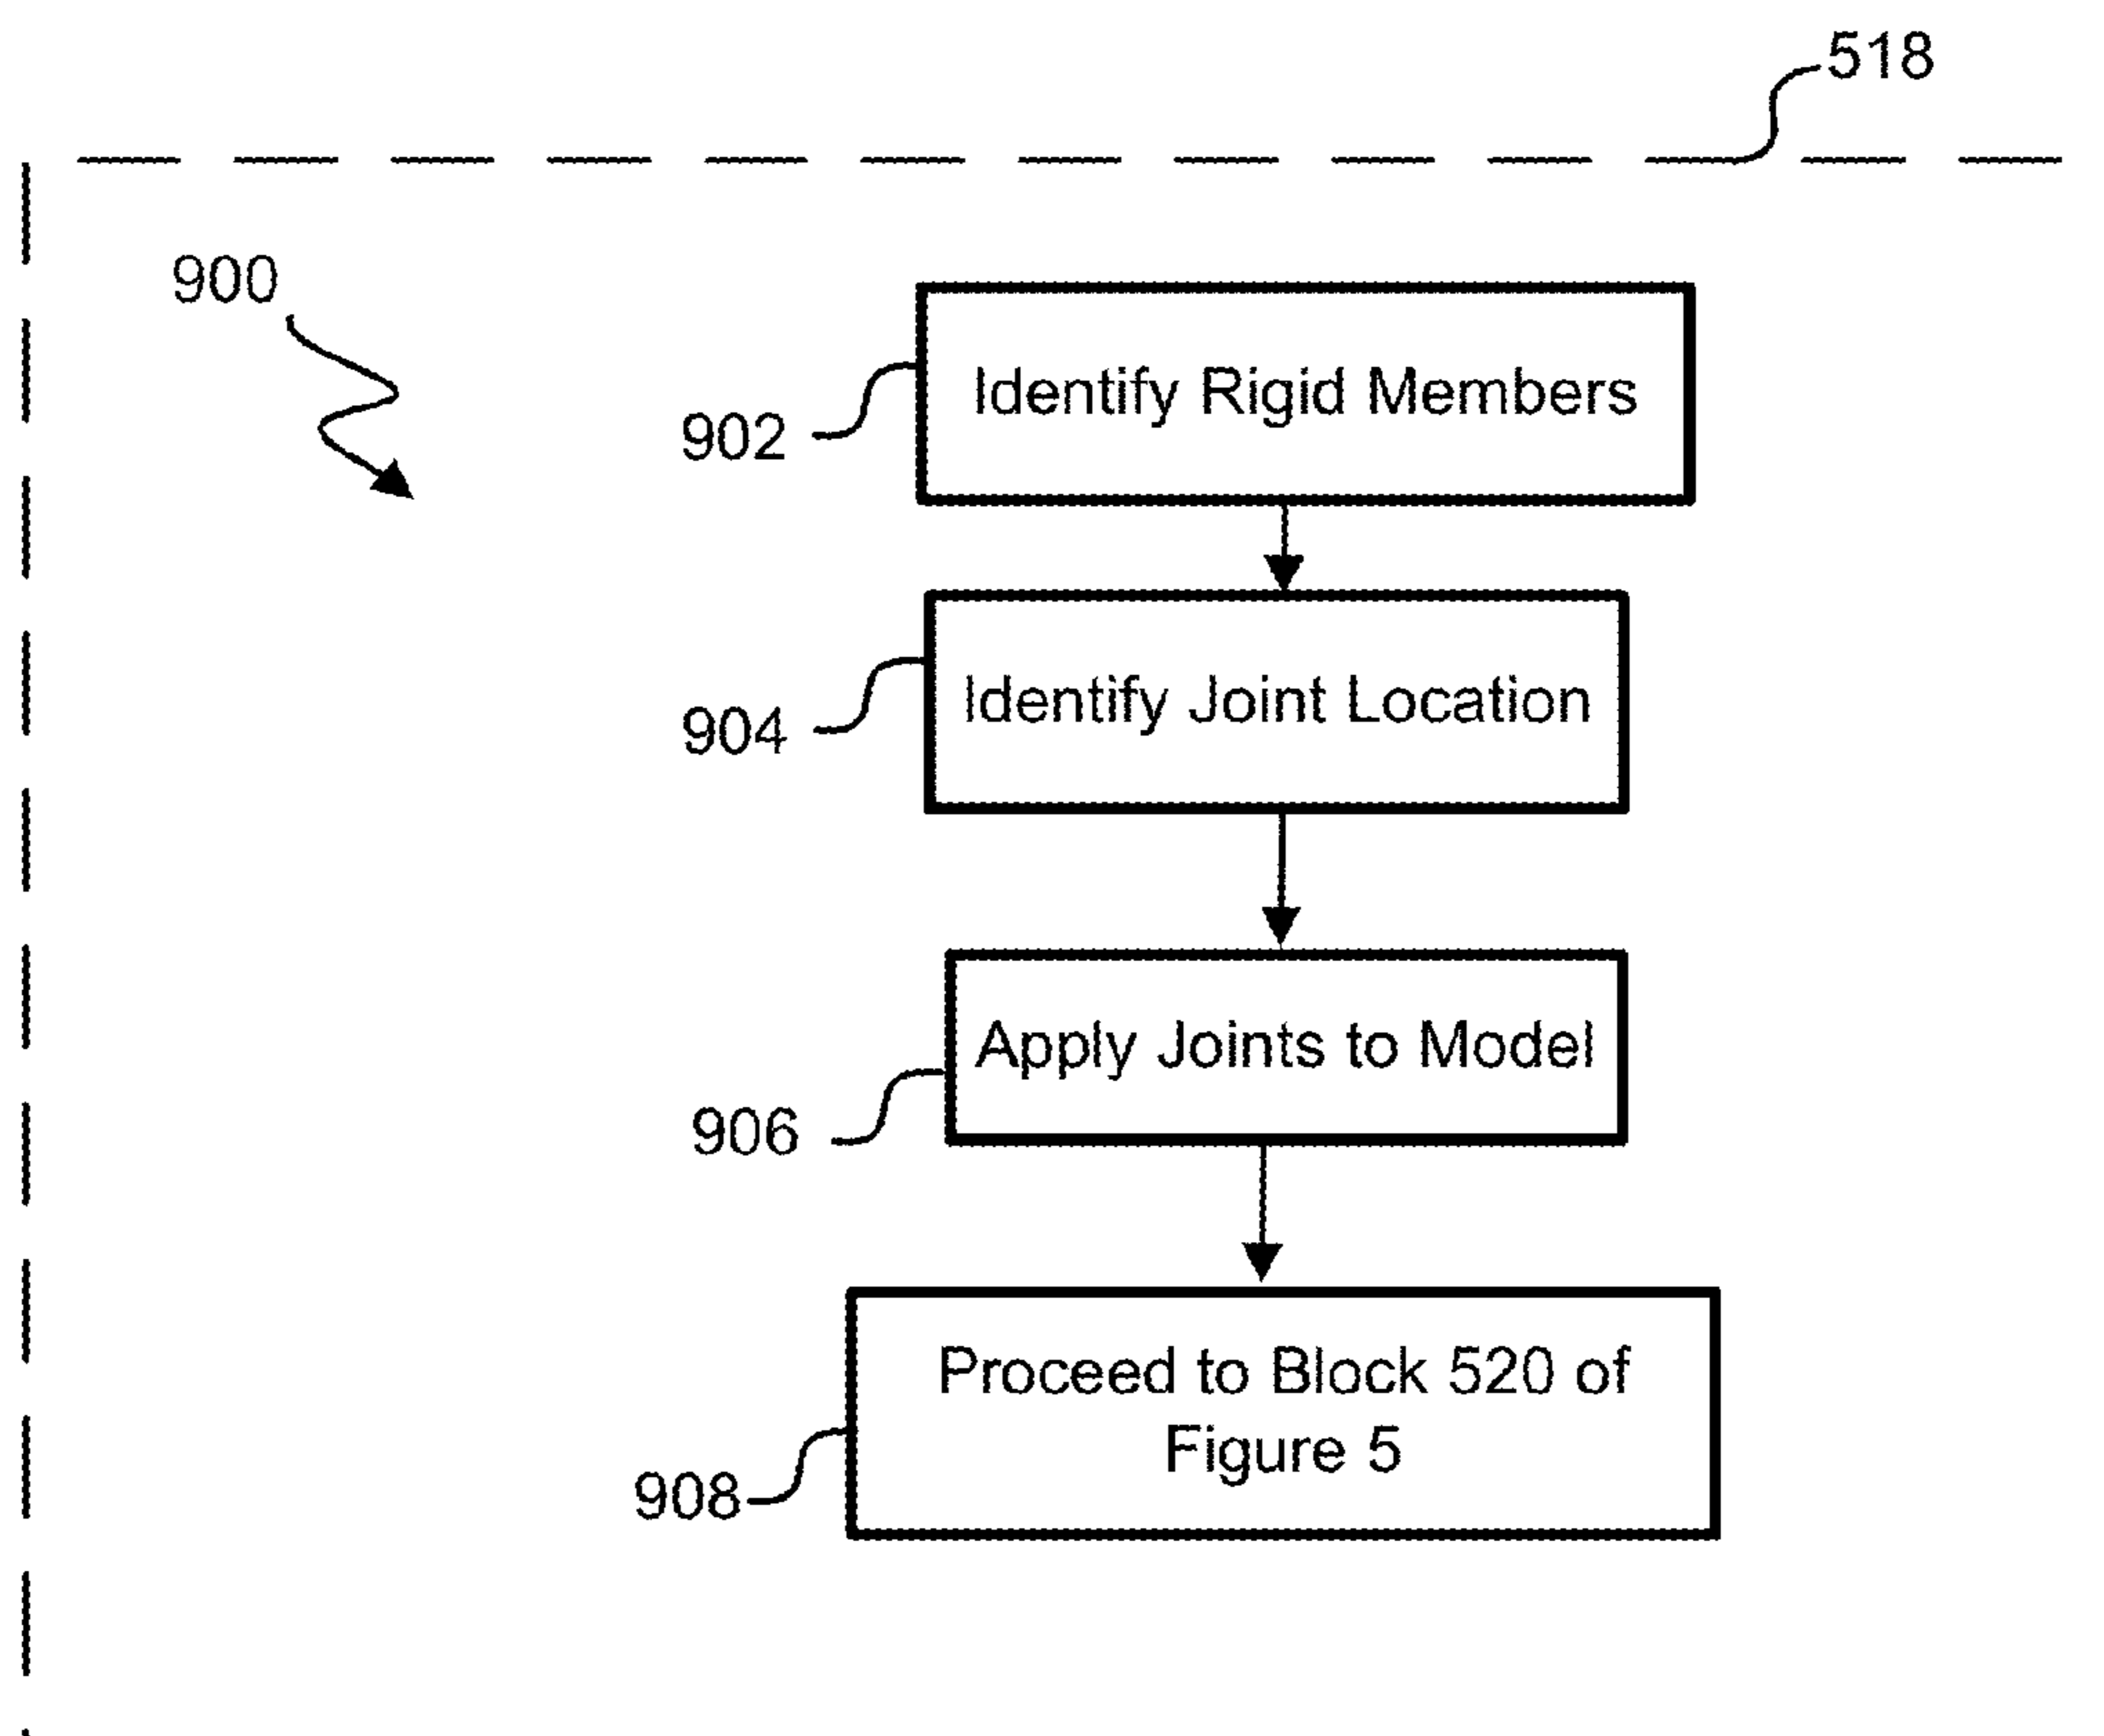 518
900
Identify Rigid Members
902
Identify Joint Location
904
Apply Joints to Model
906
Proceed to Block 520 of
Figure 5
908